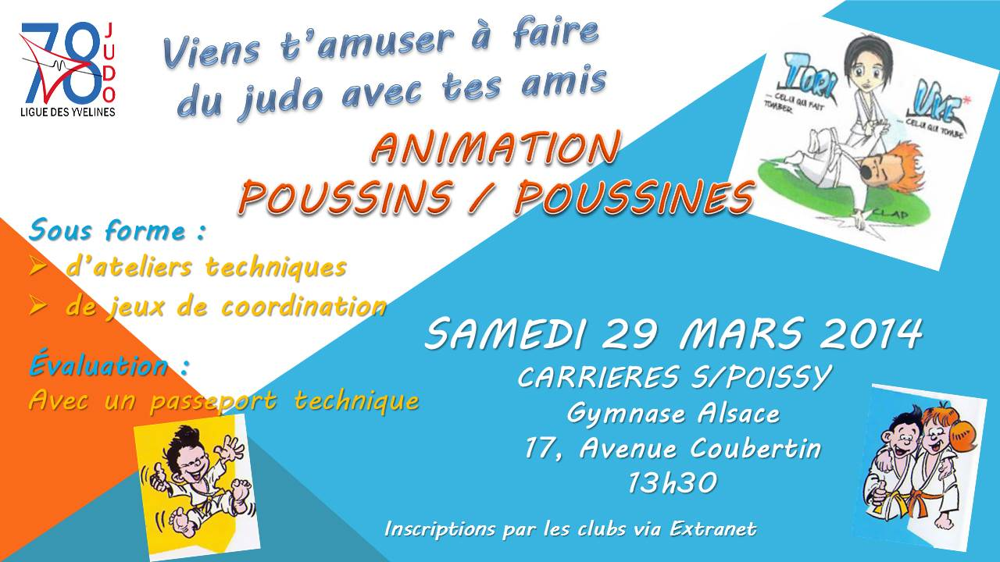 78
JUDO
LIGUE DES YVELINES
Viens t'amuser à faire
du judo avec tes amis
ANIMATION
POUSSINS / POUSSINES
TORI
– CELUI QUI FAIT
TOMBER
UKE*
– CELUI QUI TOMBE
CLAP
Sous forme :
➢ d'ateliers techniques
➢ de jeux de coordination
Évaluation :
Avec un passeport technique
SAMEDI 29 MARS 2014
CARRIERES S/POISSY
Gymnase Alsace
17, Avenue Coubertin
13h30
Inscriptions par les clubs via Extranet